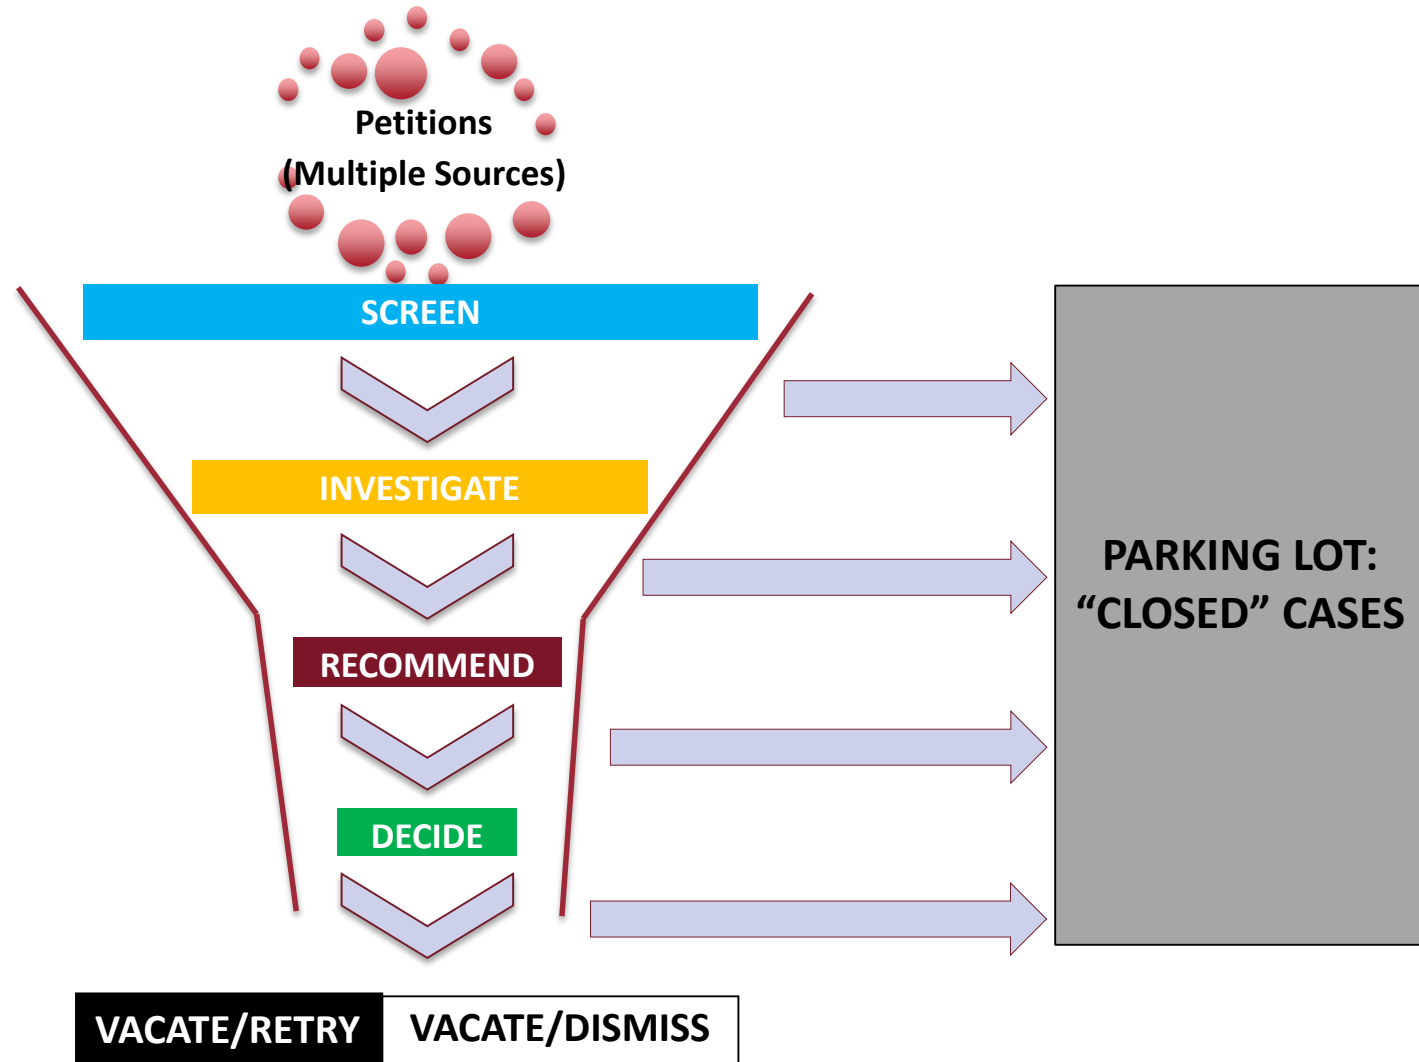 Petitions
(Multiple Sources)
SCREEN
INVESTIGATE
RECOMMEND
DECIDE
VACATE/RETRY
VACATE/DISMISS
PARKING LOT:
“CLOSED” CASES